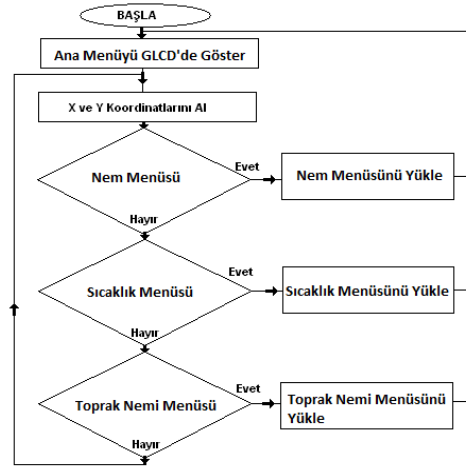 BAŞLA
Ana Menüyü GLCD'de Göster
X ve Y Koordinatlarını Al
Nem Menüsü
Evet
Nem Menüsünü Yükle
Hayır
Sıcaklık Menüsü
Evet
Sıcaklık Menüsünü Yükle
Hayır
Toprak Nemi Menüsü
Evet
Toprak Nemi Menüsünü
Yükle
Hayır